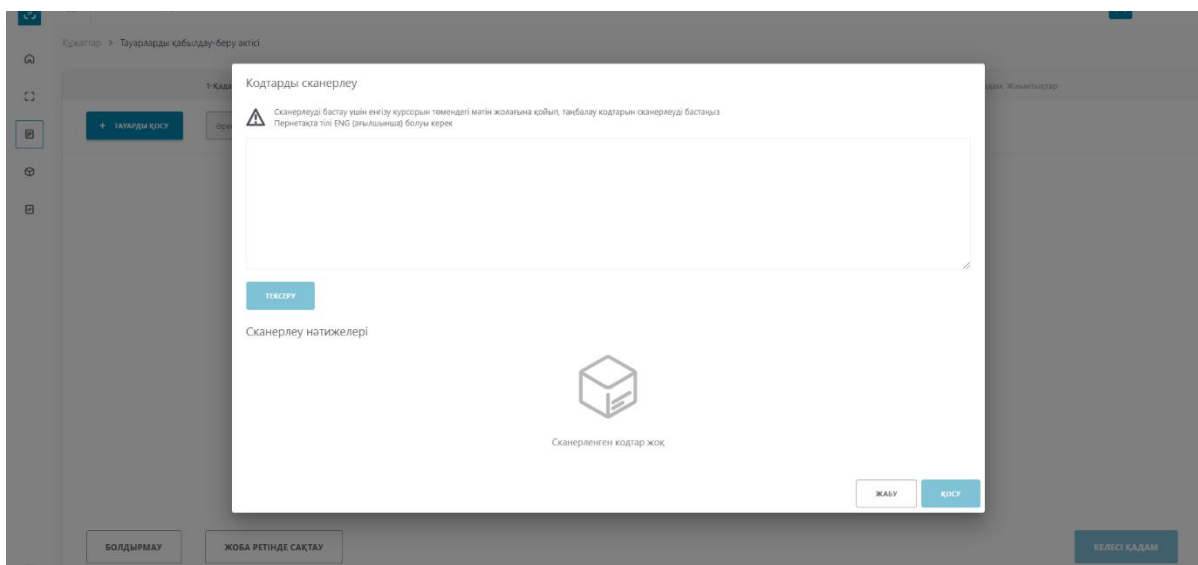 Құжаттар > Тауарларды қабылдау-беру актісі
1-Қада
Жиынтықтар
+ ТАУАРДЫ ҚОСУ
Кодтарды сканерлеу
Сканерлеуді бастау үшін енгізу курсорын төмендегі мәтін жолағына қойып, таңбалау кодтарын сканерлеуді бастаңыз
Пернетақта тілі ENG (ағылшынша) болуы керек
ТЕКСЕРУ
Сканерлеу нәтижелері
Сканерленген кодтар жоқ
ЖАБУ
ҚОСУ
БОЛДЫРМАУ
ЖОБА РЕТІНДЕ САҚТАУ
КЕЛЕСІ ҚАДАМ